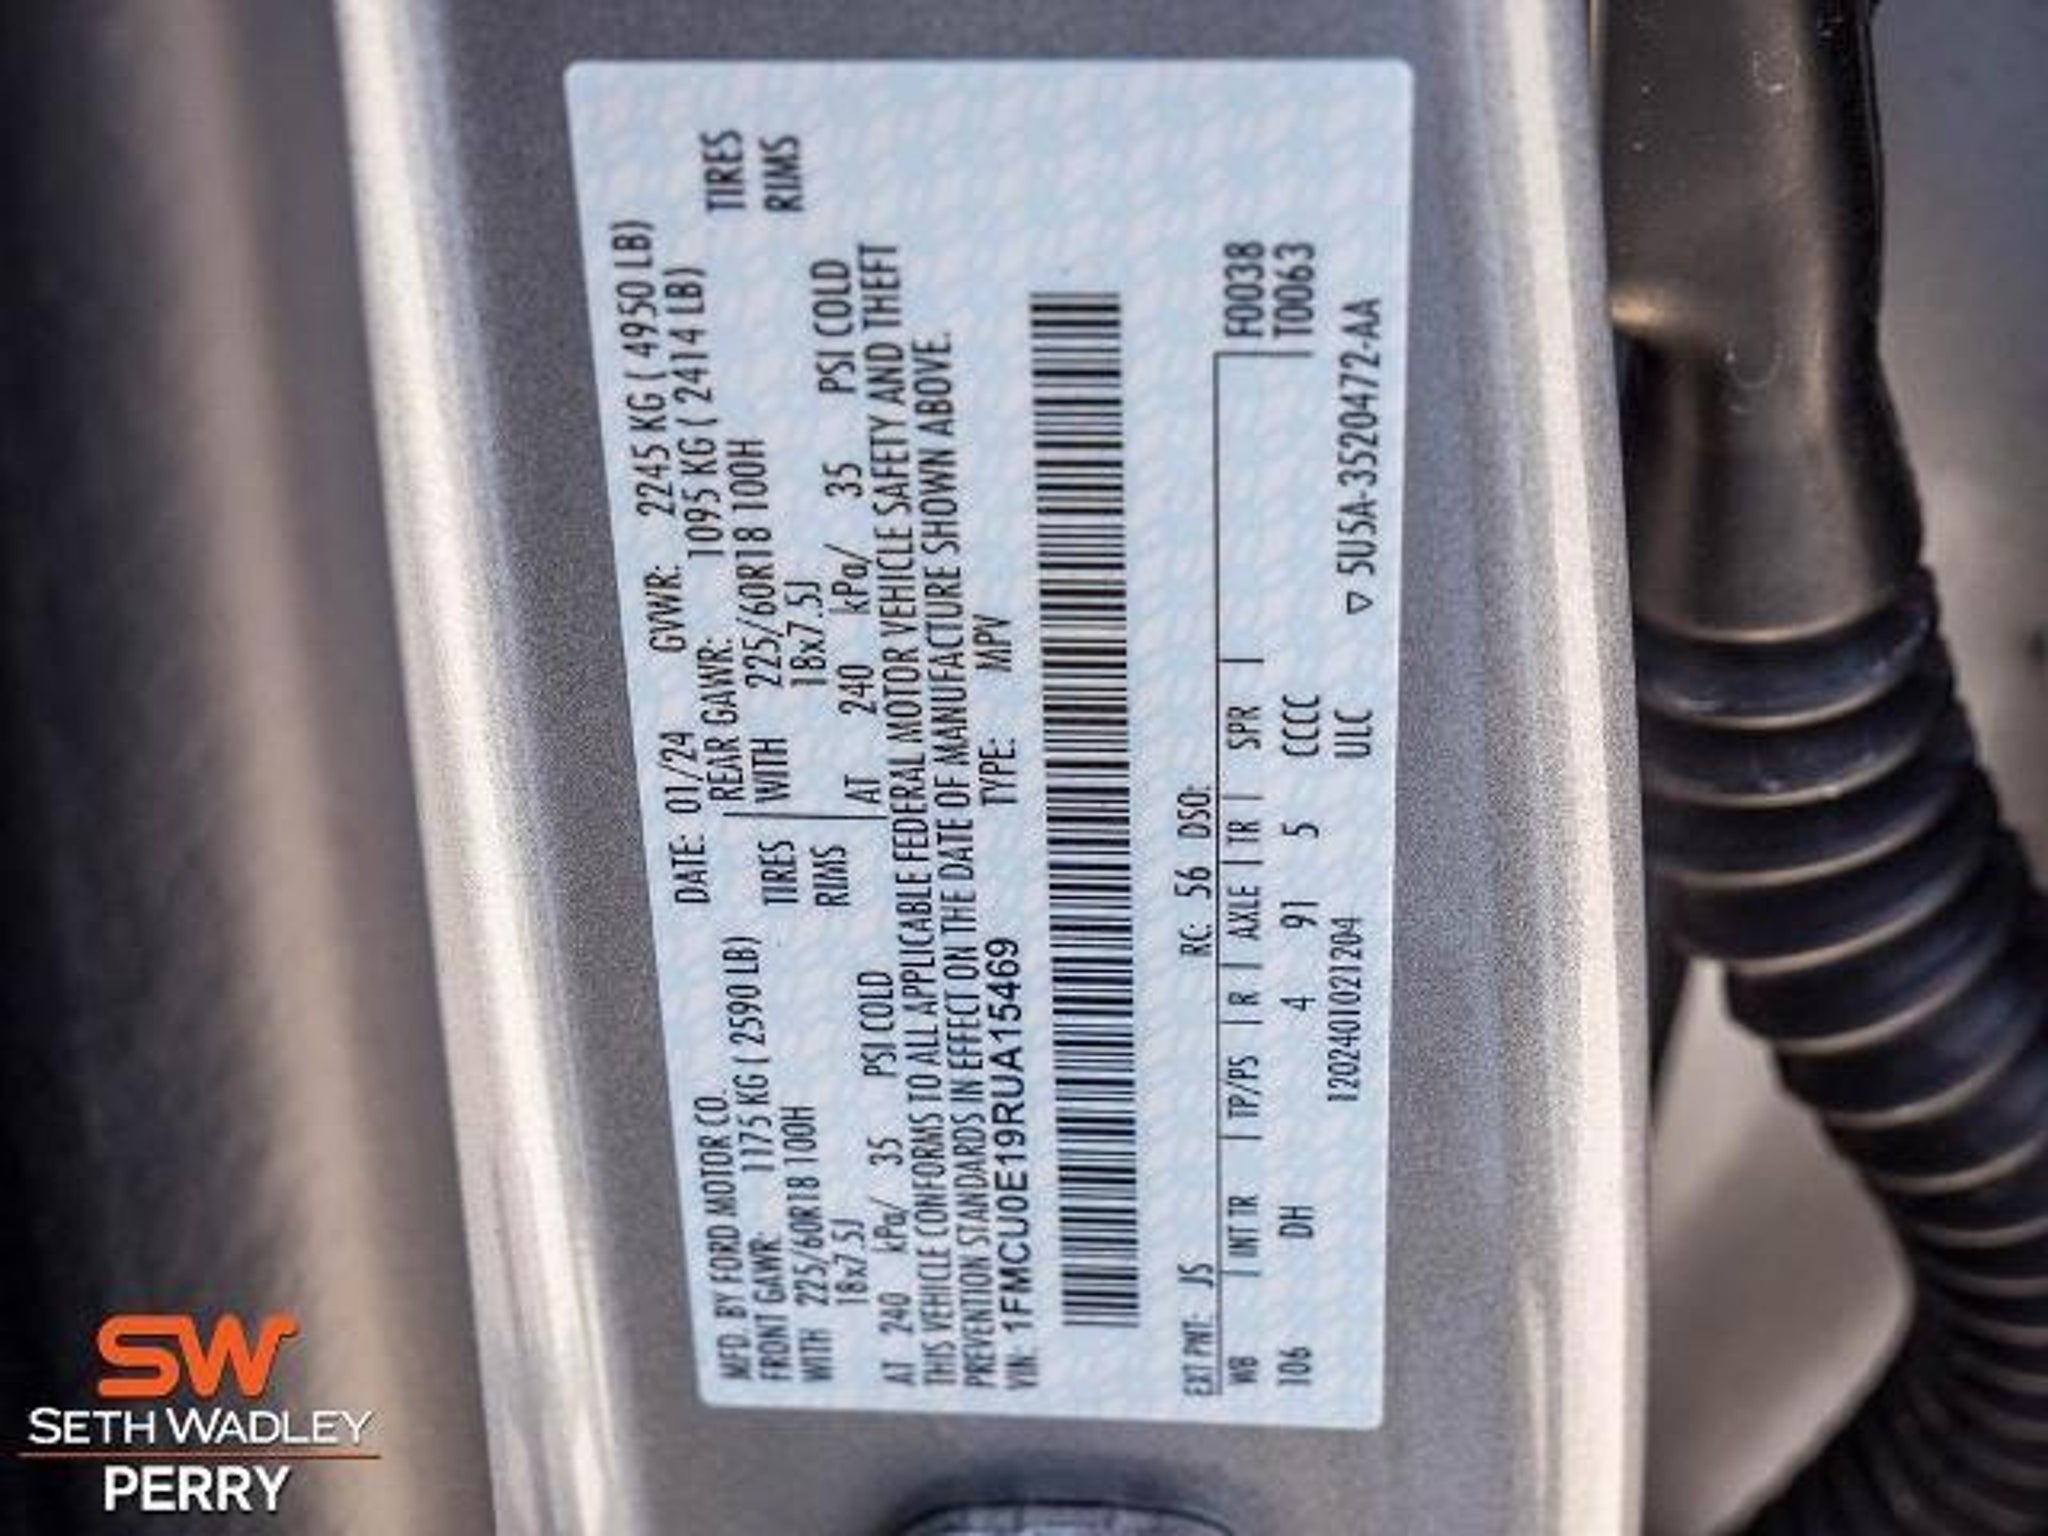 MFD. BY FORD MOTOR CO. DATE: 01/24 GVWR: 2245 KG ( 4950 LB)
FRONT GAWR: 1175 KG ( 2590 LB) REAR GAWR: 1095 KG ( 2414 LB)
WITH 225/60R18 100H TIRES WITH 225/60R18 100H TIRES
18x7.5J RIMS 18x7.5J RIMS
AT 240 kPa/ 35 PSI COLD AT 240 kPa/ 35 PSI COLD
THIS VEHICLE CONFORMS TO ALL APPLICABLE FEDERAL MOTOR VEHICLE SAFETY AND THEFT
PREVENTION STANDARDS IN EFFECT ON THE DATE OF MANUFACTURE SHOWN ABOVE.
VIN: 1FMCU0E19RUA15469 TYPE: MPV
EXT PNT: JS RC: 56 DSO:
WB INT TR TP/PS R AXLE TR SPR F0038
106 DH 4 91 5 CCCC T0063
1202401021204 ULC ▽ 5U5A-3520472-AA
SW
SETH WADLEY
PERRY